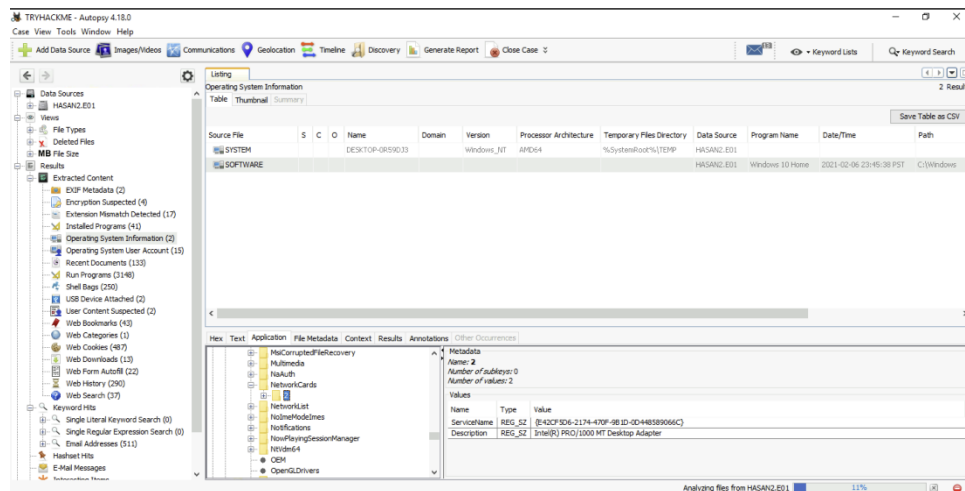 TRYHACKME - Autopsy 4.18.0
Case View Tools Window Help
Add Data Source Images/Videos Communications Geolocation Timeline Discovery Generate Report Close Case Keyword Lists Keyword Search
Listing
Operating System Information
2 Resul
Table Thumbnail Summary
Save Table as CSV
Source File S C O Name Domain Version Processor Architecture Temporary Files Directory Data Source Program Name Date/Time Path
SYSTEM DESKTOP-0R59DJ3 Windows_NT AMD64 %SystemRoot%\TEMP HASAN2.E01
SOFTWARE HASAN2.E01 Windows 10 Home 2021-02-06 23:45:38 PST C:\Windows
Data Sources
HASAN2.E01
Views
File Types
Deleted Files
MB File Size
Results
Extracted Content
EXIF Metadata (2)
Encryption Suspected (4)
Extension Mismatch Detected (17)
Installed Programs (41)
Operating System Information (2)
Operating System User Account (15)
Recent Documents (133)
Run Programs (3148)
Shell Bags (250)
USB Device Attached (2)
User Content Suspected (2)
Web Bookmarks (43)
Web Categories (1)
Web Cookies (487)
Web Downloads (13)
Web Form Autofill (22)
Web History (290)
Web Search (37)
Keyword Hits
Single Literal Keyword Search (0)
Single Regular Expression Search (0)
Email Addresses (511)
Hashset Hits
E-Mail Messages
Interesting Items
Hex Text Application File Metadata Context Results Annotations Other Occurrences
MsiCorruptedFileRecovery
Multimedia
NaAuth
NetworkCards
2
NetworkList
NoImeModeImes
Notifications
NowPlayingSessionManager
NtVdm64
OEM
OpenGLDrivers
Metadata
Name: 2
Number of subkeys: 0
Number of values: 2
Values
Name Type Value
ServiceName REG_SZ {E42CF5D6-2174-470F-9B1D-0D448589066C}
Description REG_SZ Intel(R) PRO/1000 MT Desktop Adapter
Analyzing files from HASAN2.E01 11%